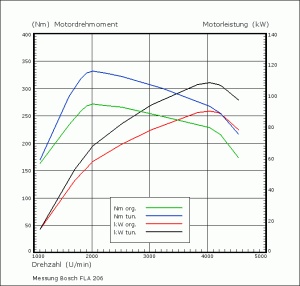 (Nm) Motordrehmoment Motorleistung (kW)
400 140
350 120
300 100
250
200 80
150 60
100 40
50 20
0 0
Nm org.
Nm tun.
kW org.
kW tun.
1000 2000 3000 4000 5000
Drehzahl (U/min)
Messung Bosch FLA 206